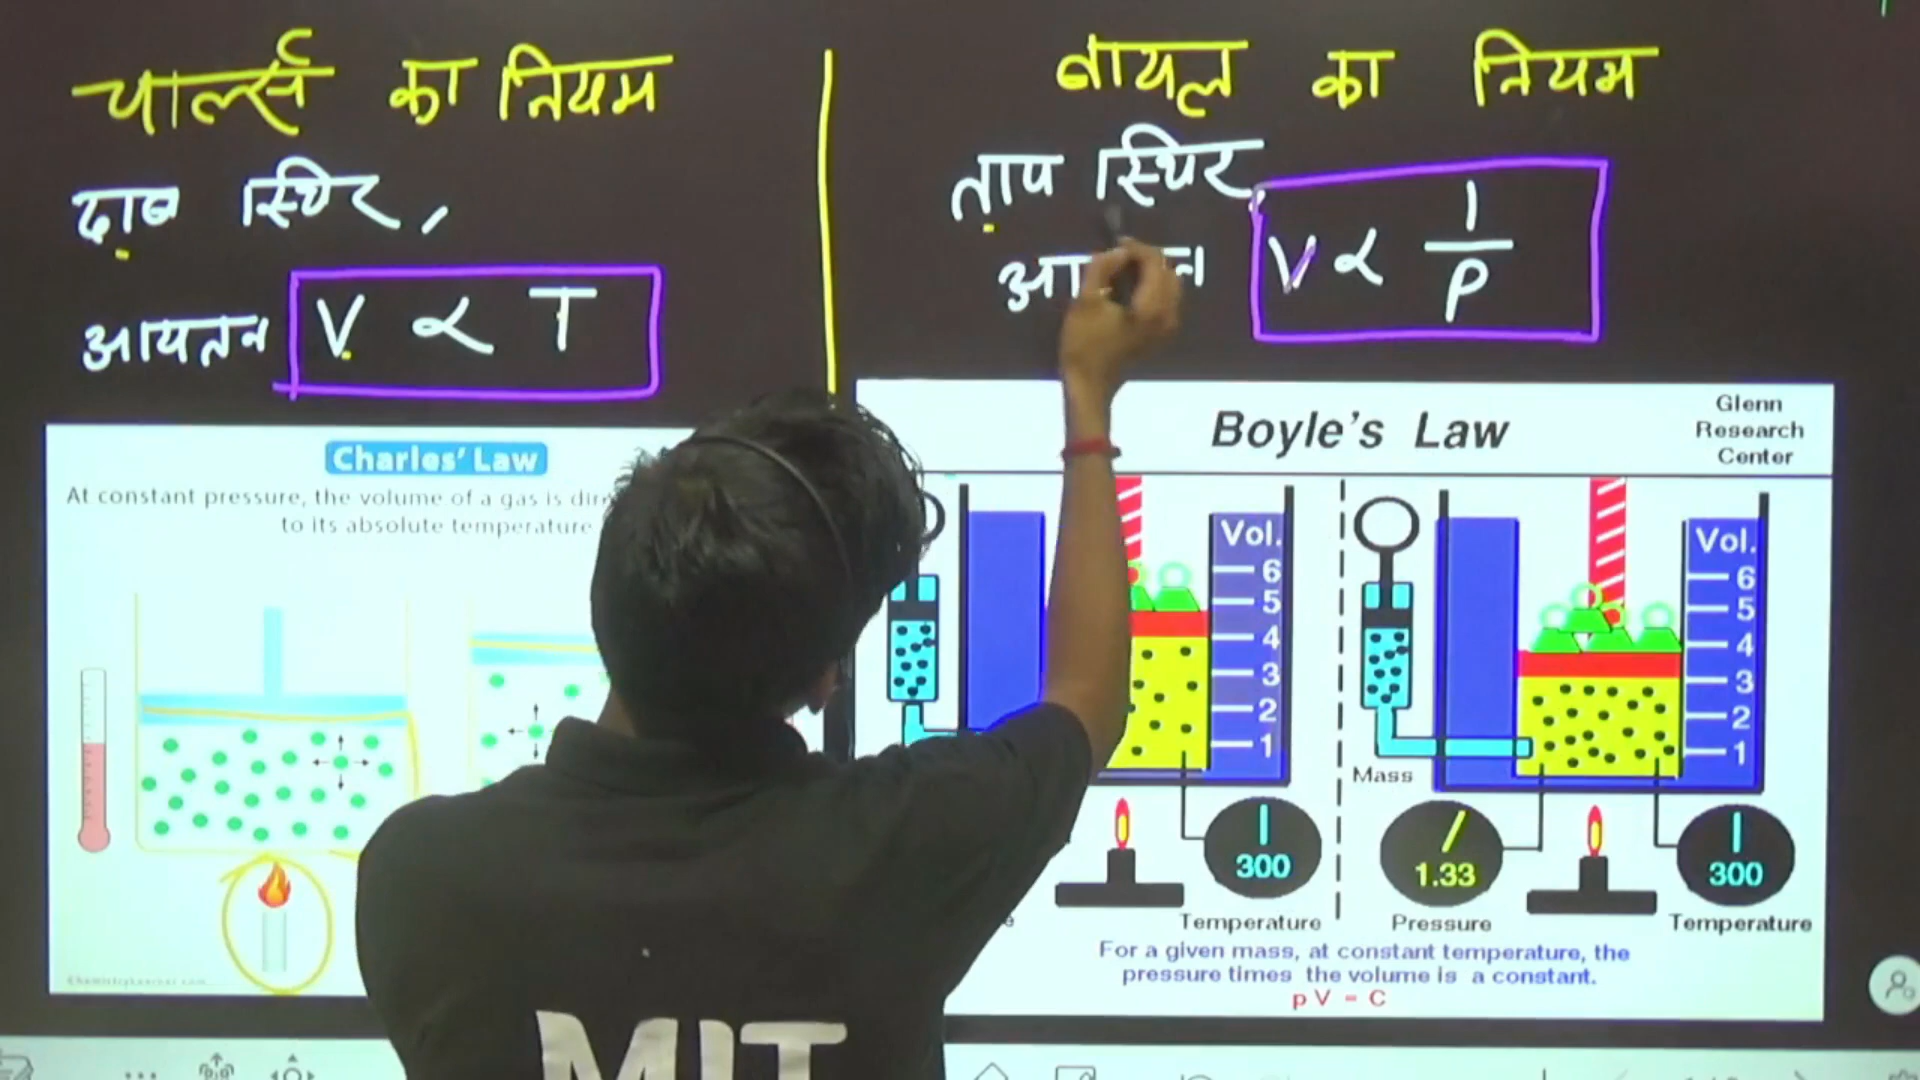 चार्ल्स का नियम
दाब स्थिर,
आयतन V ∝ T
बायल का नियम
ताप स्थिर,
V ∝ 1/P
Charles' Law
At constant pressure, the volume of a gas is
to its absolute temperature
Boyle's Law
Glenn
Research
Center
Vol.
6
5
4
3
2
1
300
Temperature
Vol.
6
5
4
3
2
1
Mass
1.33
Pressure
300
Temperature
For a given mass, at constant temperature, the
pressure times the volume is a constant.
pV = C
MIT